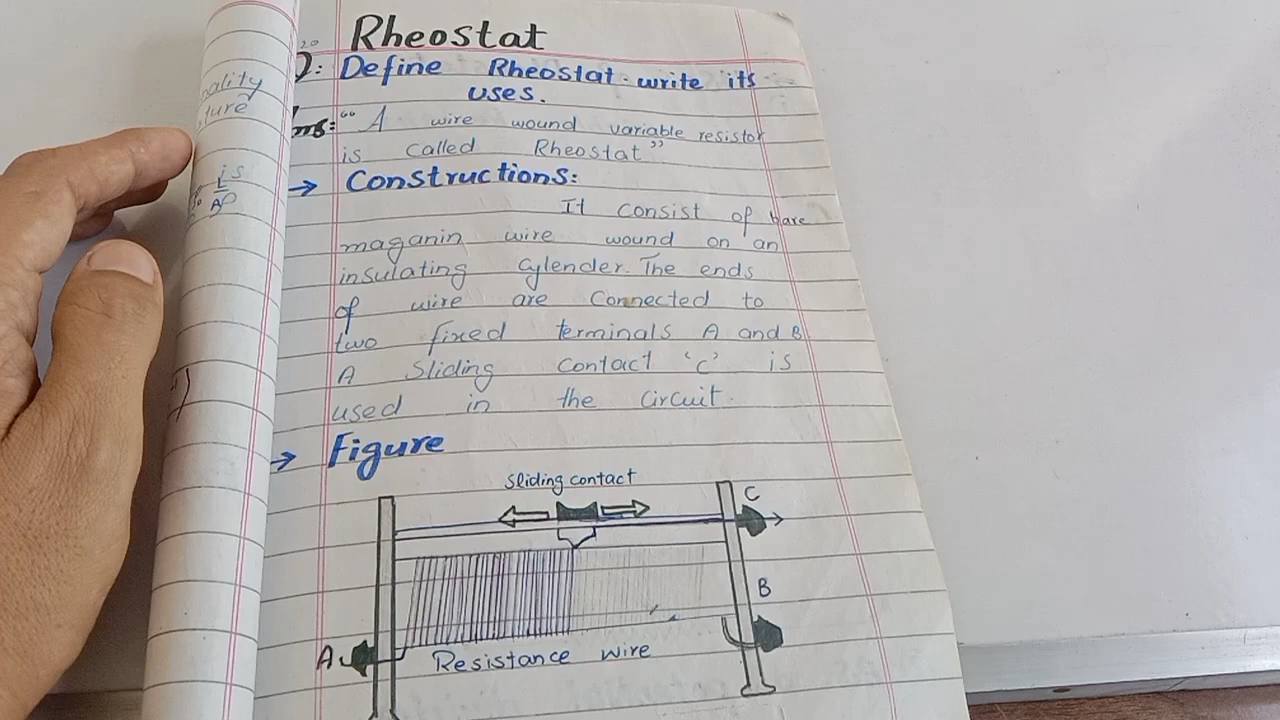 Rheostat
Define Rheostat. write its
uses.
Ans: "A wire wound variable resistor
is called Rheostat"
→ Constructions:
It consist of bare
maganin wire wound on an
insulating Cylender. The ends
of wire are Connected to
two fixed terminals A and B
A Sliding Contact 'C' is
used in the Circuit.
→ Figure
Sliding contact
C
B
A
Resistance wire